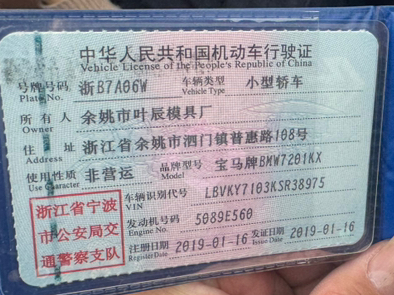 中华人民共和国机动车行驶证
Vehicle License of the People's Republic of China
号牌号码 浙B7A06W 车辆类型 小型轿车
Plate No. Vehicle Type
所有人 余姚市叶辰模具厂
Owner
住址 浙江省余姚市泗门镇普惠路108号
Address
使用性质 非营运 品牌型号 宝马牌BMW7201KX
Use Character Model
浙江省宁波市公安局交通警察支队
车辆识别代号 LBVKY7103KSR38975
VIN
发动机号码 5089E560
Engine No.
注册日期 2019-01-16 发证日期 2019-01-16
Register Date Issue Date